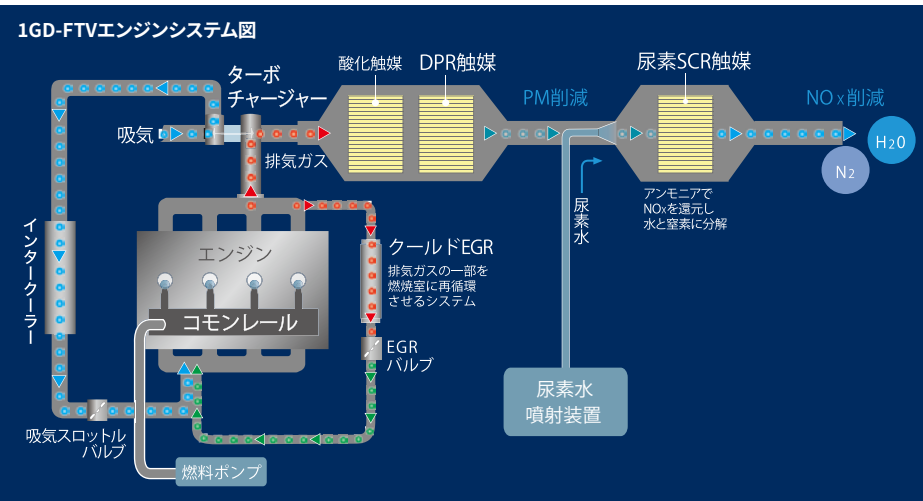 1GD-FTVエンジンシステム図
ターボ
チャージャー
酸化触媒
DPR触媒
PM削減
尿素SCR触媒
NOx削減
吸気
排気ガス
H2O
N2
アンモニアで
NOxを還元し
水と窒素に分解
尿素水
インタークーラー
エンジン
コモンレール
クールドEGR
排気ガスの一部を
燃焼室に再循環
させるシステム
EGR
バルブ
尿素水
噴射装置
吸気スロットル
バルブ
燃料ポンプ